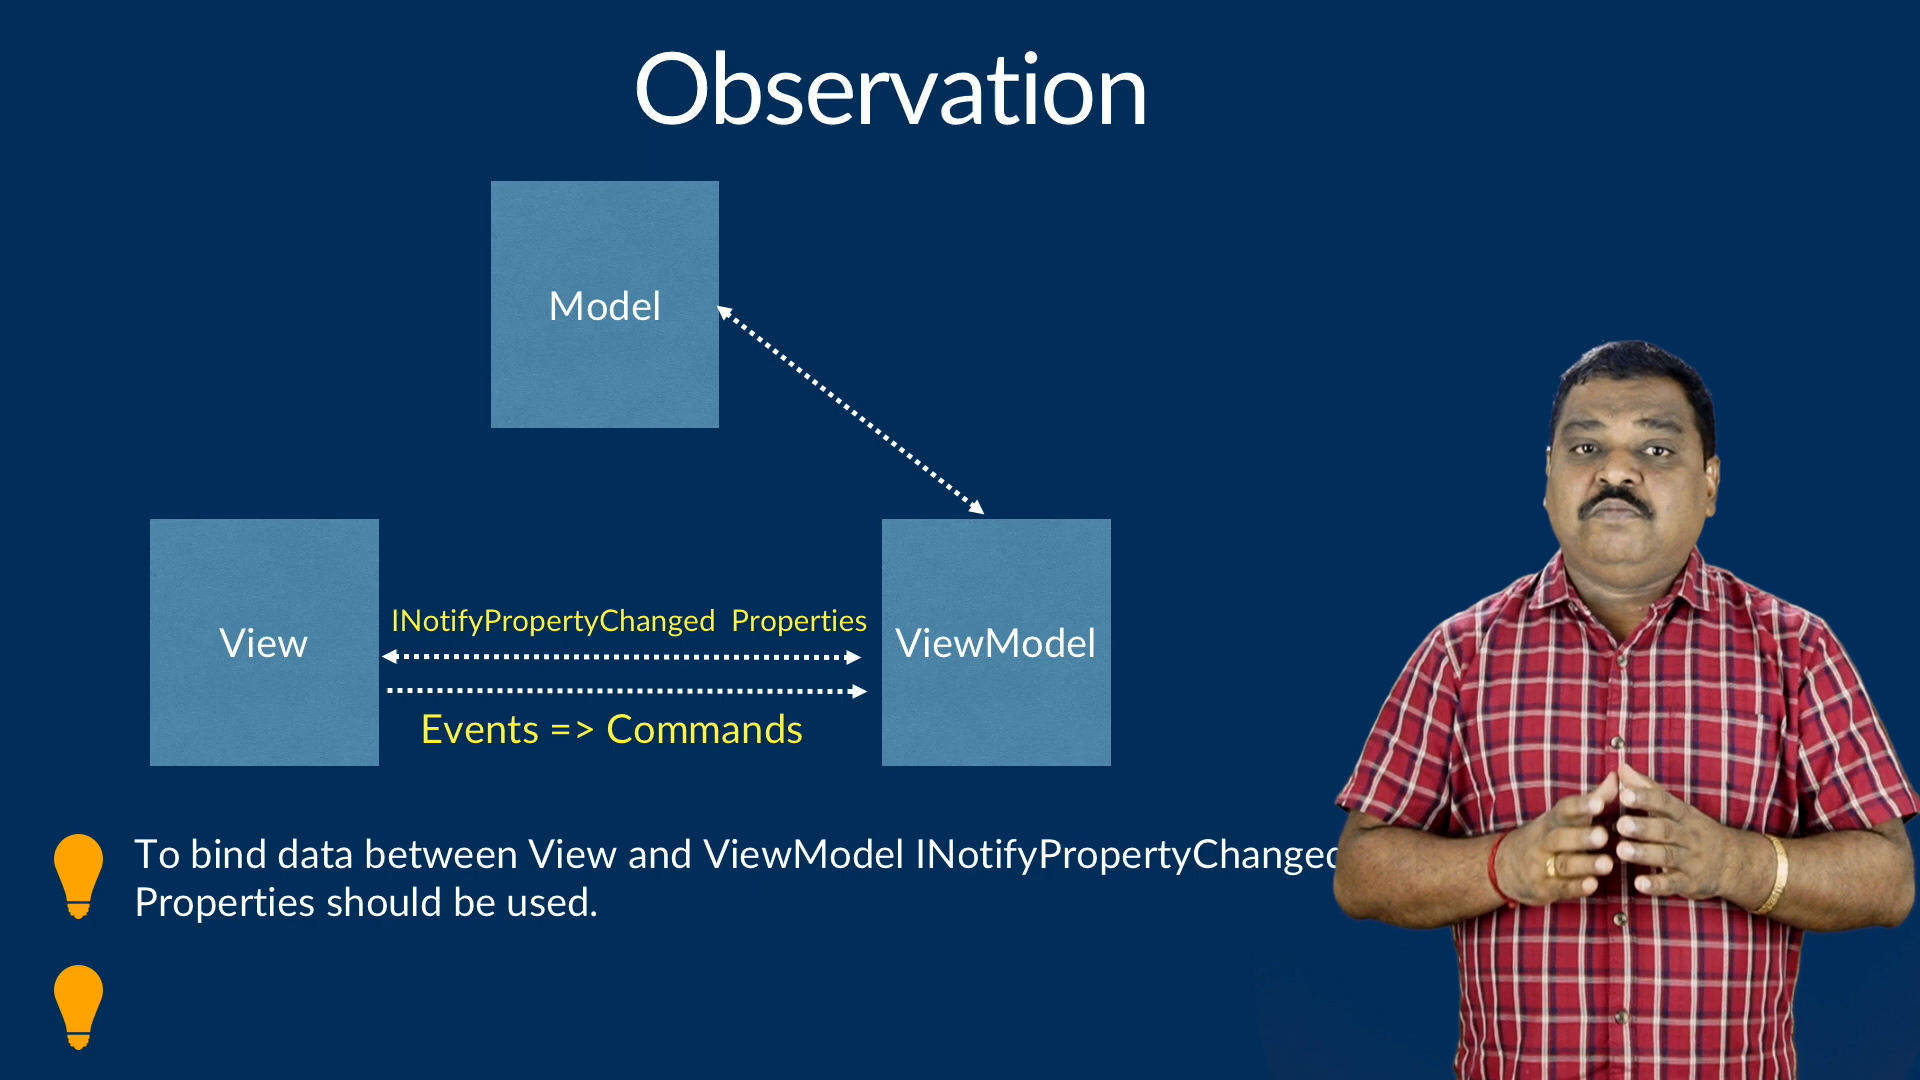 Observation
Model
View
INotifyPropertyChanged Properties
ViewModel
Events => Commands
To bind data between View and ViewModel INotifyPropertyChanged
Properties should be used.